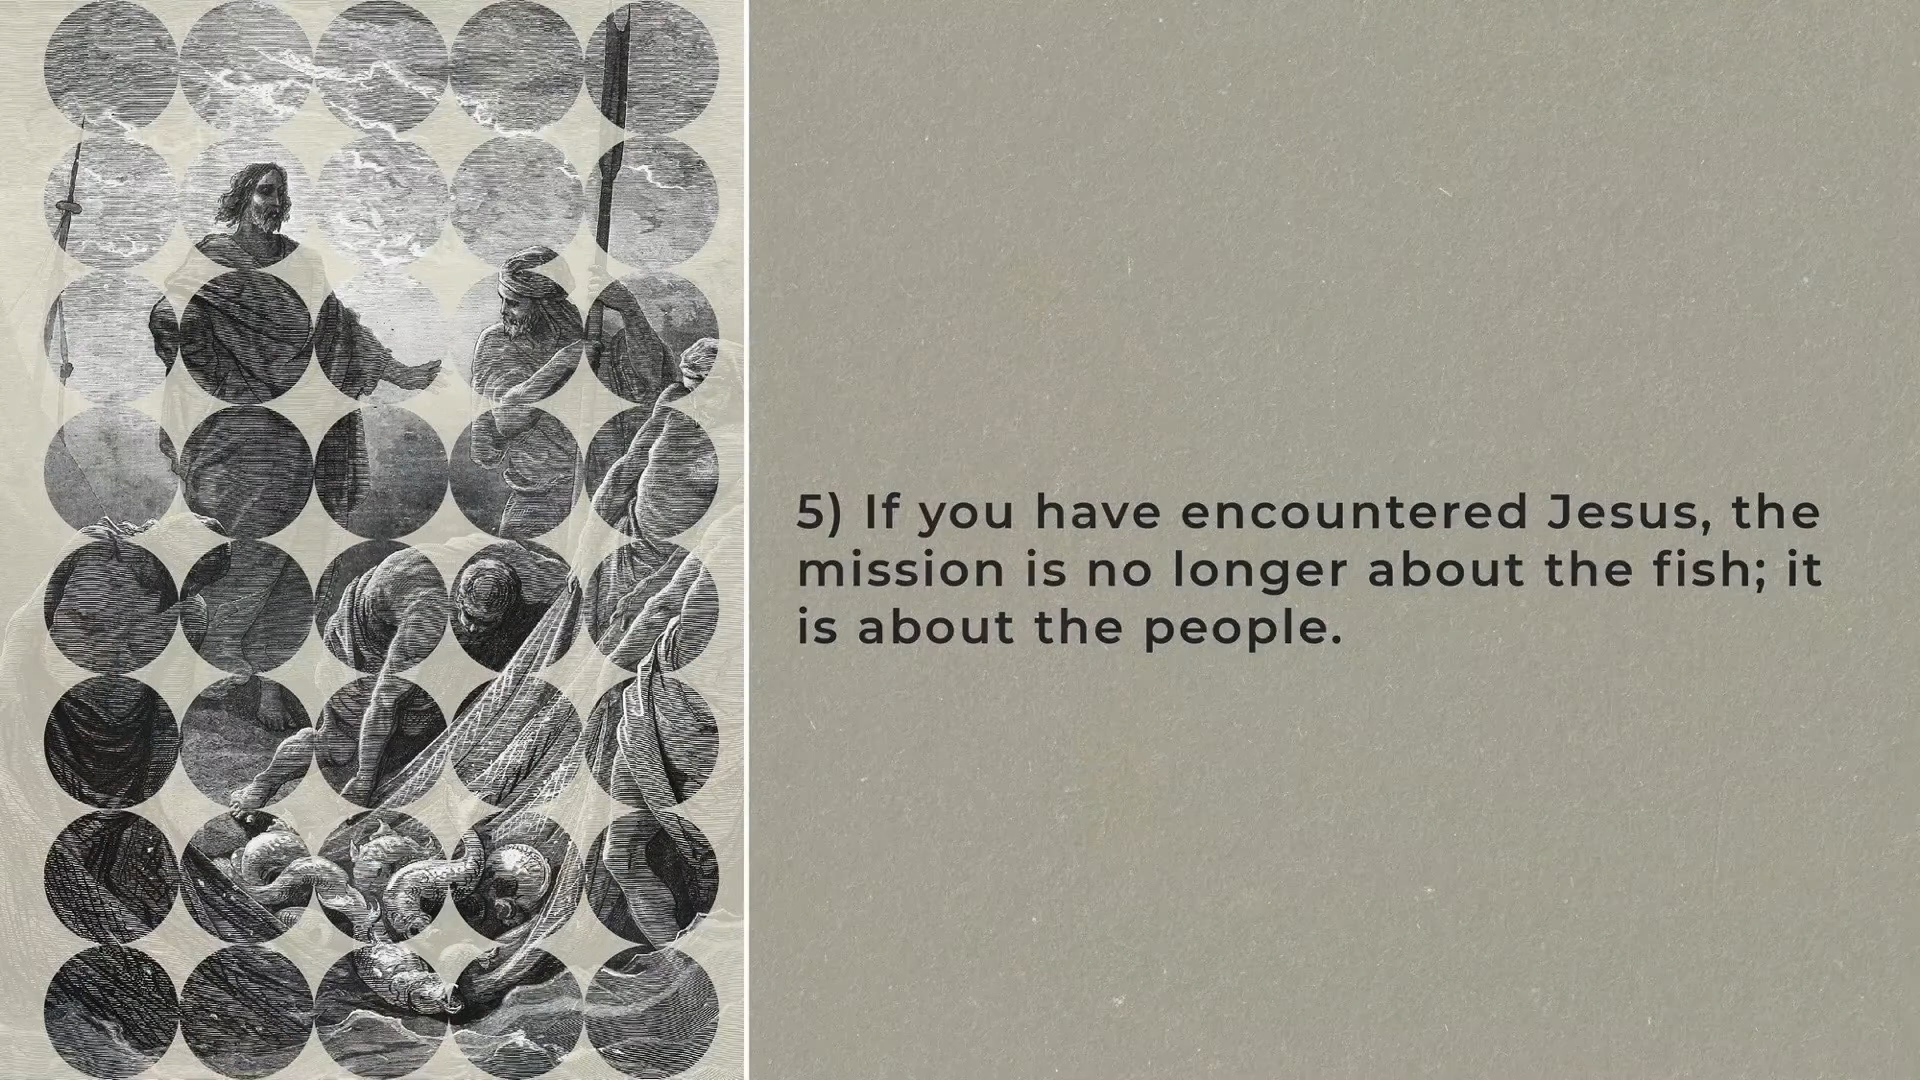 5) If you have encountered Jesus, the
mission is no longer about the fish; it
is about the people.